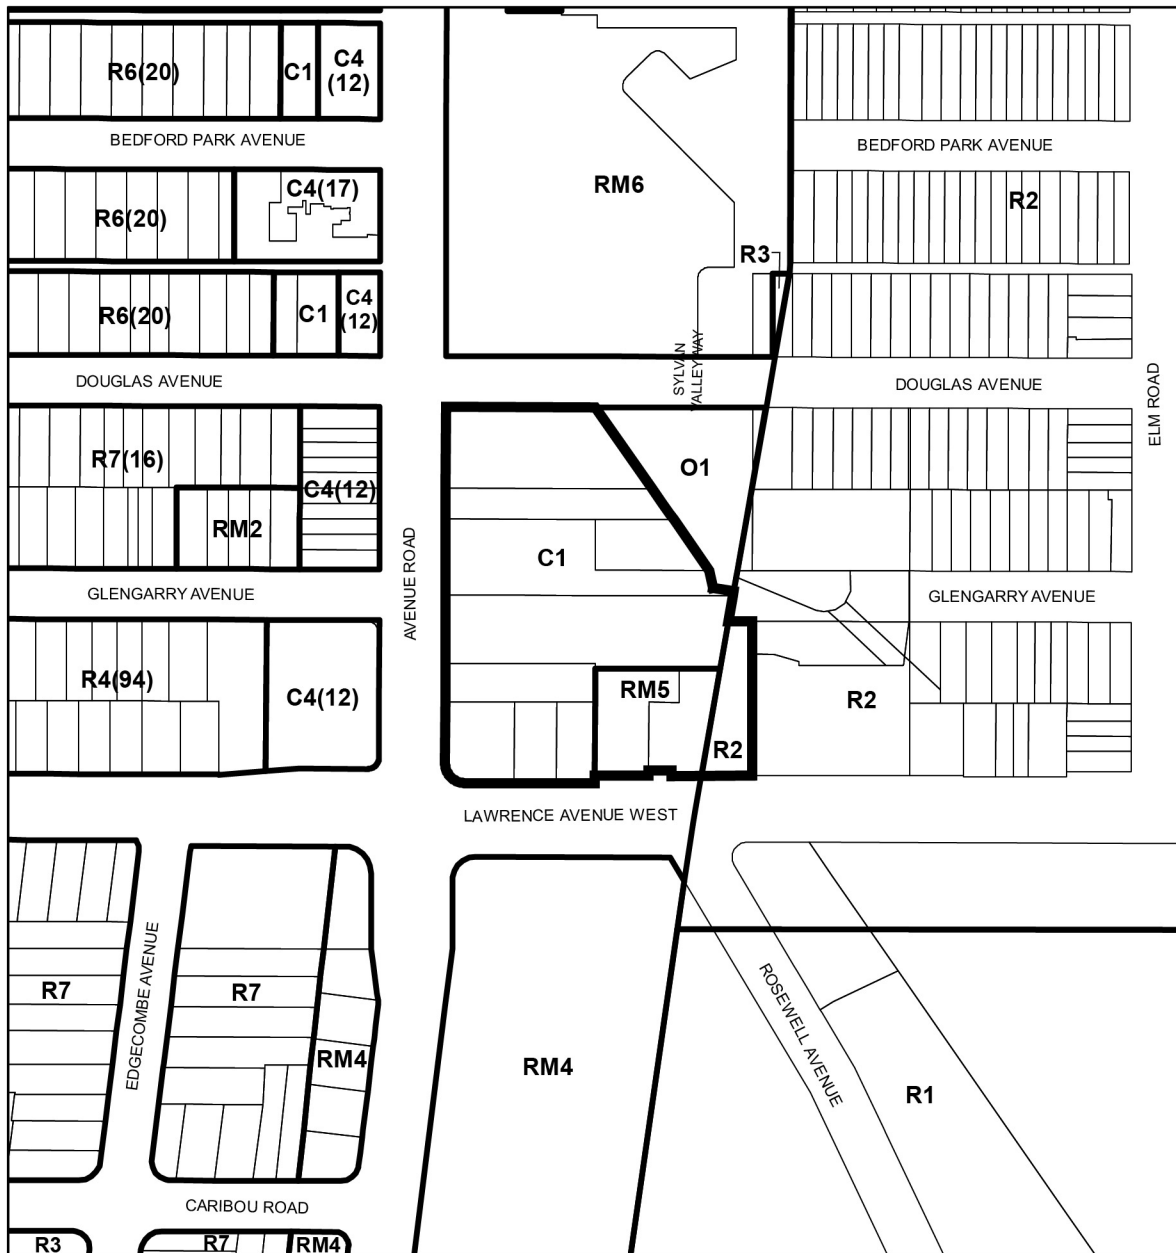 R6(20)
C1
C4
(12)
BEDFORD PARK AVENUE
BEDFORD PARK AVENUE
RM6
R2
R6(20)
C4(17)
R3
R6(20)
C1
C4
(12)
DOUGLAS AVENUE
SYLVAN
VALLEYWAY
DOUGLAS AVENUE
ELM ROAD
R7(16)
C4(12)
RM2
O1
C1
AVENUE ROAD
GLENGARRY AVENUE
GLENGARRY AVENUE
R4(94)
C4(12)
RM5
R2
R2
LAWRENCE AVENUE WEST
R7
EDGECOMBE AVENUE
R7
RM4
RM4
ROSEWELL AVENUE
R1
CARIBOU ROAD
R3
R7
RM4